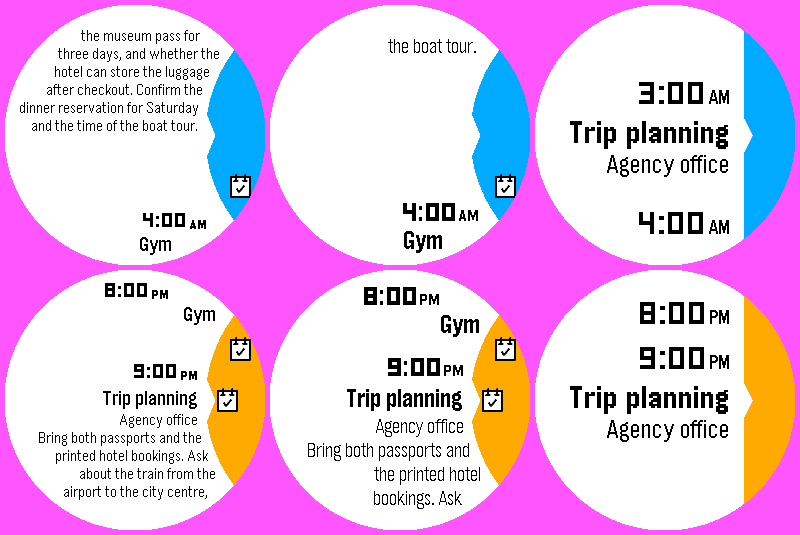 the museum pass for
three days, and whether the
hotel can store the luggage
after checkout. Confirm the
dinner reservation for Saturday
and the time of the boat tour.
4:00 AM
Gym
the boat tour.
4:00 AM
Gym
3:00 AM
Trip planning
Agency office
4:00 AM
8:00 PM
Gym
9:00 PM
Trip planning
Agency office
Bring both passports and the
printed hotel bookings. Ask
about the train from the
airport to the city centre,
8:00 PM
Gym
9:00 PM
Trip planning
Agency office
Bring both passports and
the printed hotel
bookings. Ask
8:00 PM
9:00 PM
Trip planning
Agency office